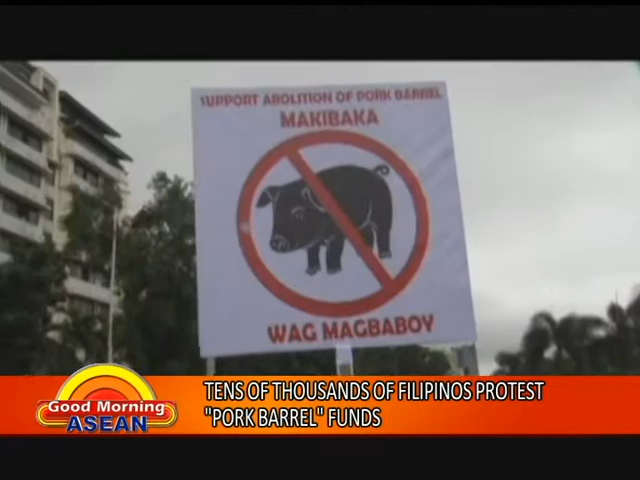 SUPPORT ABOLITION OF PORK BARREL
MAKIBAKA
WAG MAGBABOY
Good Morning
ASEAN
TENS OF THOUSANDS OF FILIPINOS PROTEST
"PORK BARREL" FUNDS